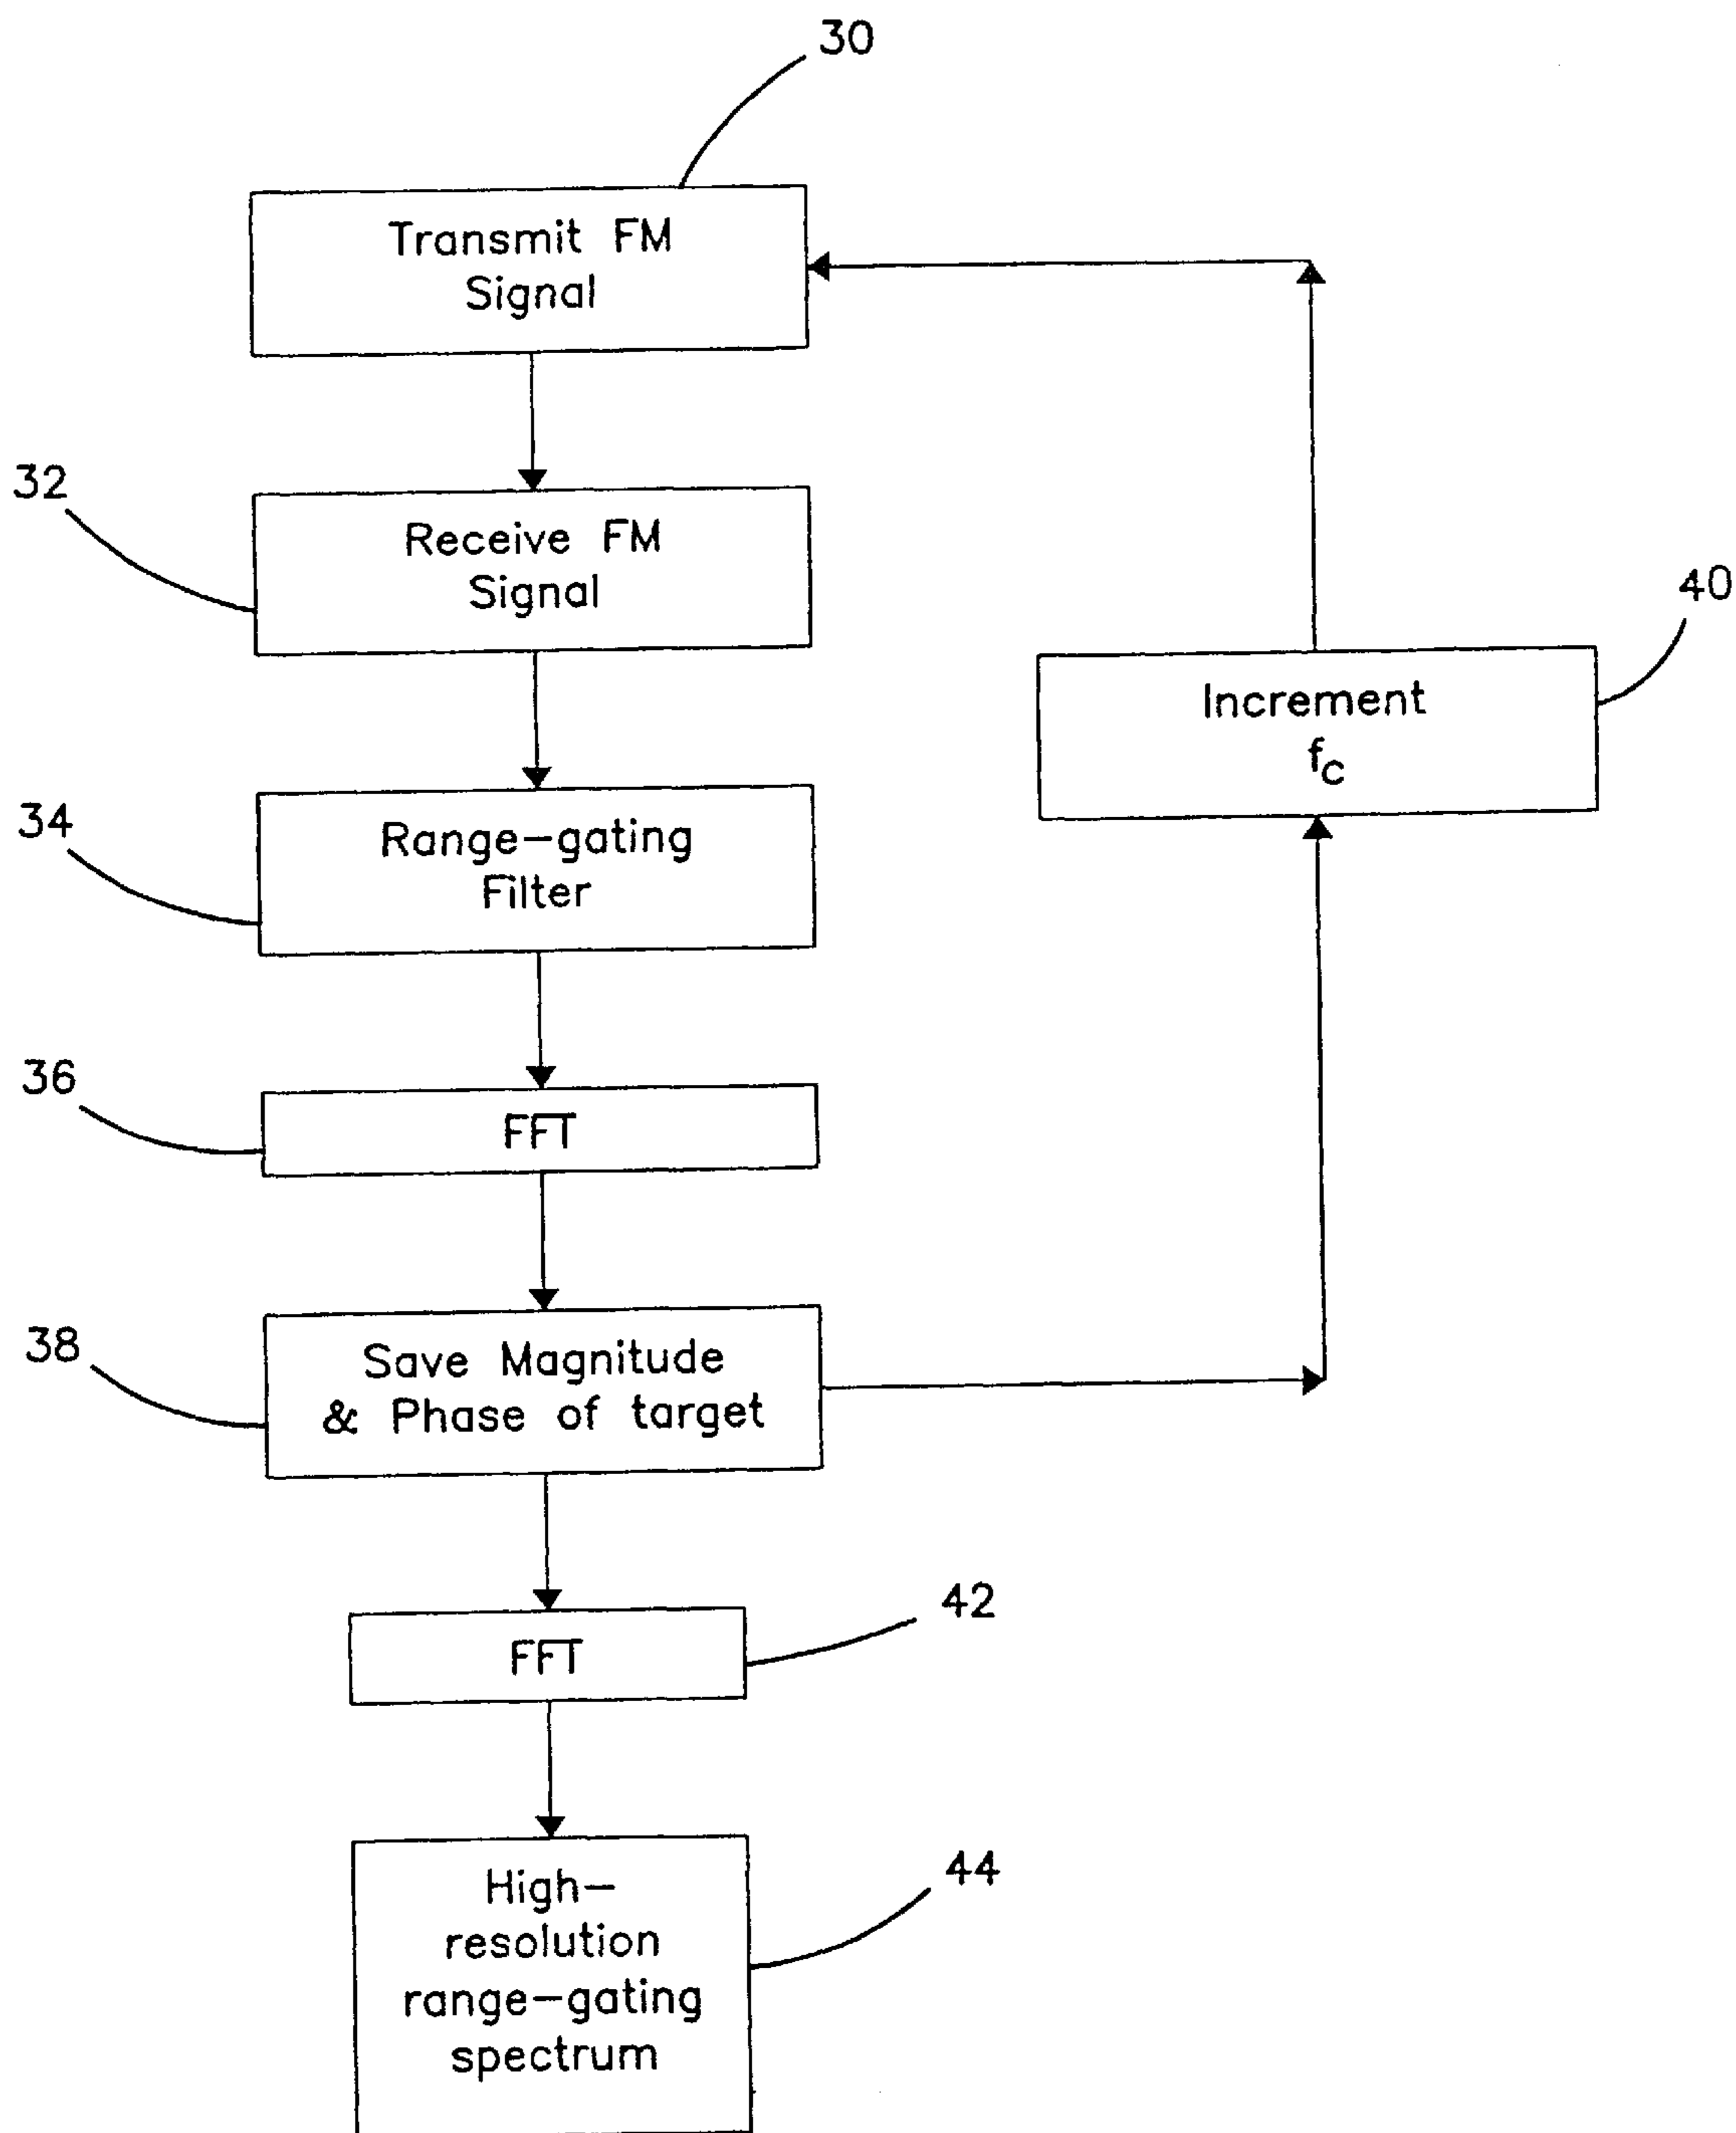 30
Transmit FM
Signal
32
Receive FM
Signal
40
Increment
fC
34
Range-gating
Filter
36
FFT
38
Save Magnitude
& Phase of target
42
FFT
44
High-
resolution
range-gating
spectrum